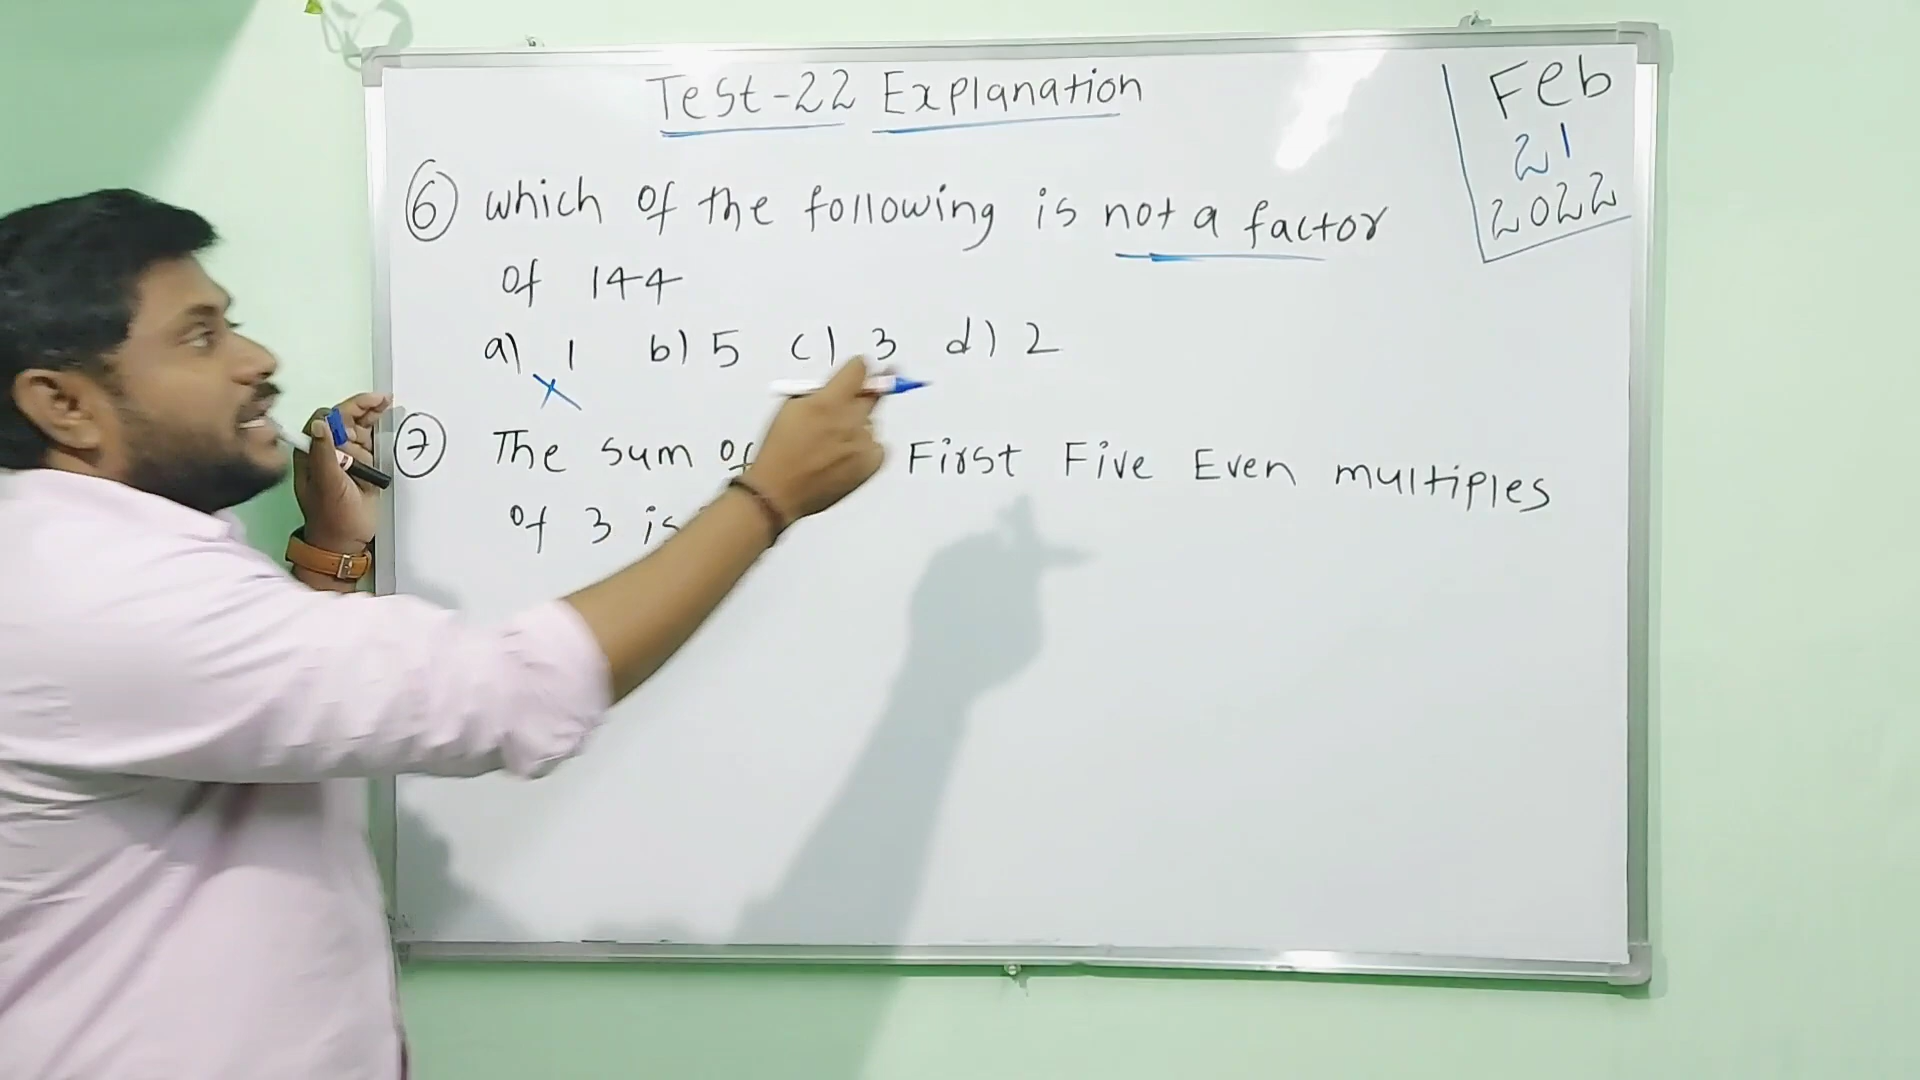 Test-22 Explanation
Feb
21
2022
6 which of the following is not a factor
of 144
a) 1 b) 5 c) 3 d) 2
7 The sum of First Five Even multiples
of 3 is